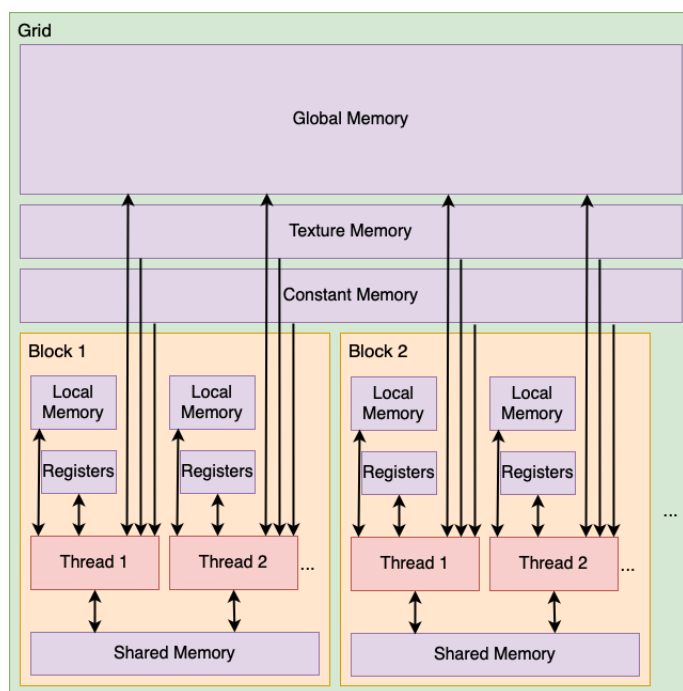 Grid
Global Memory
Texture Memory
Constant Memory
Block 1
Block 2
Local
Memory
Local
Memory
Local
Memory
Local
Memory
Registers
Registers
Registers
Registers
...
Thread 1
Thread 2
...
Thread 1
Thread 2
...
Shared Memory
Shared Memory